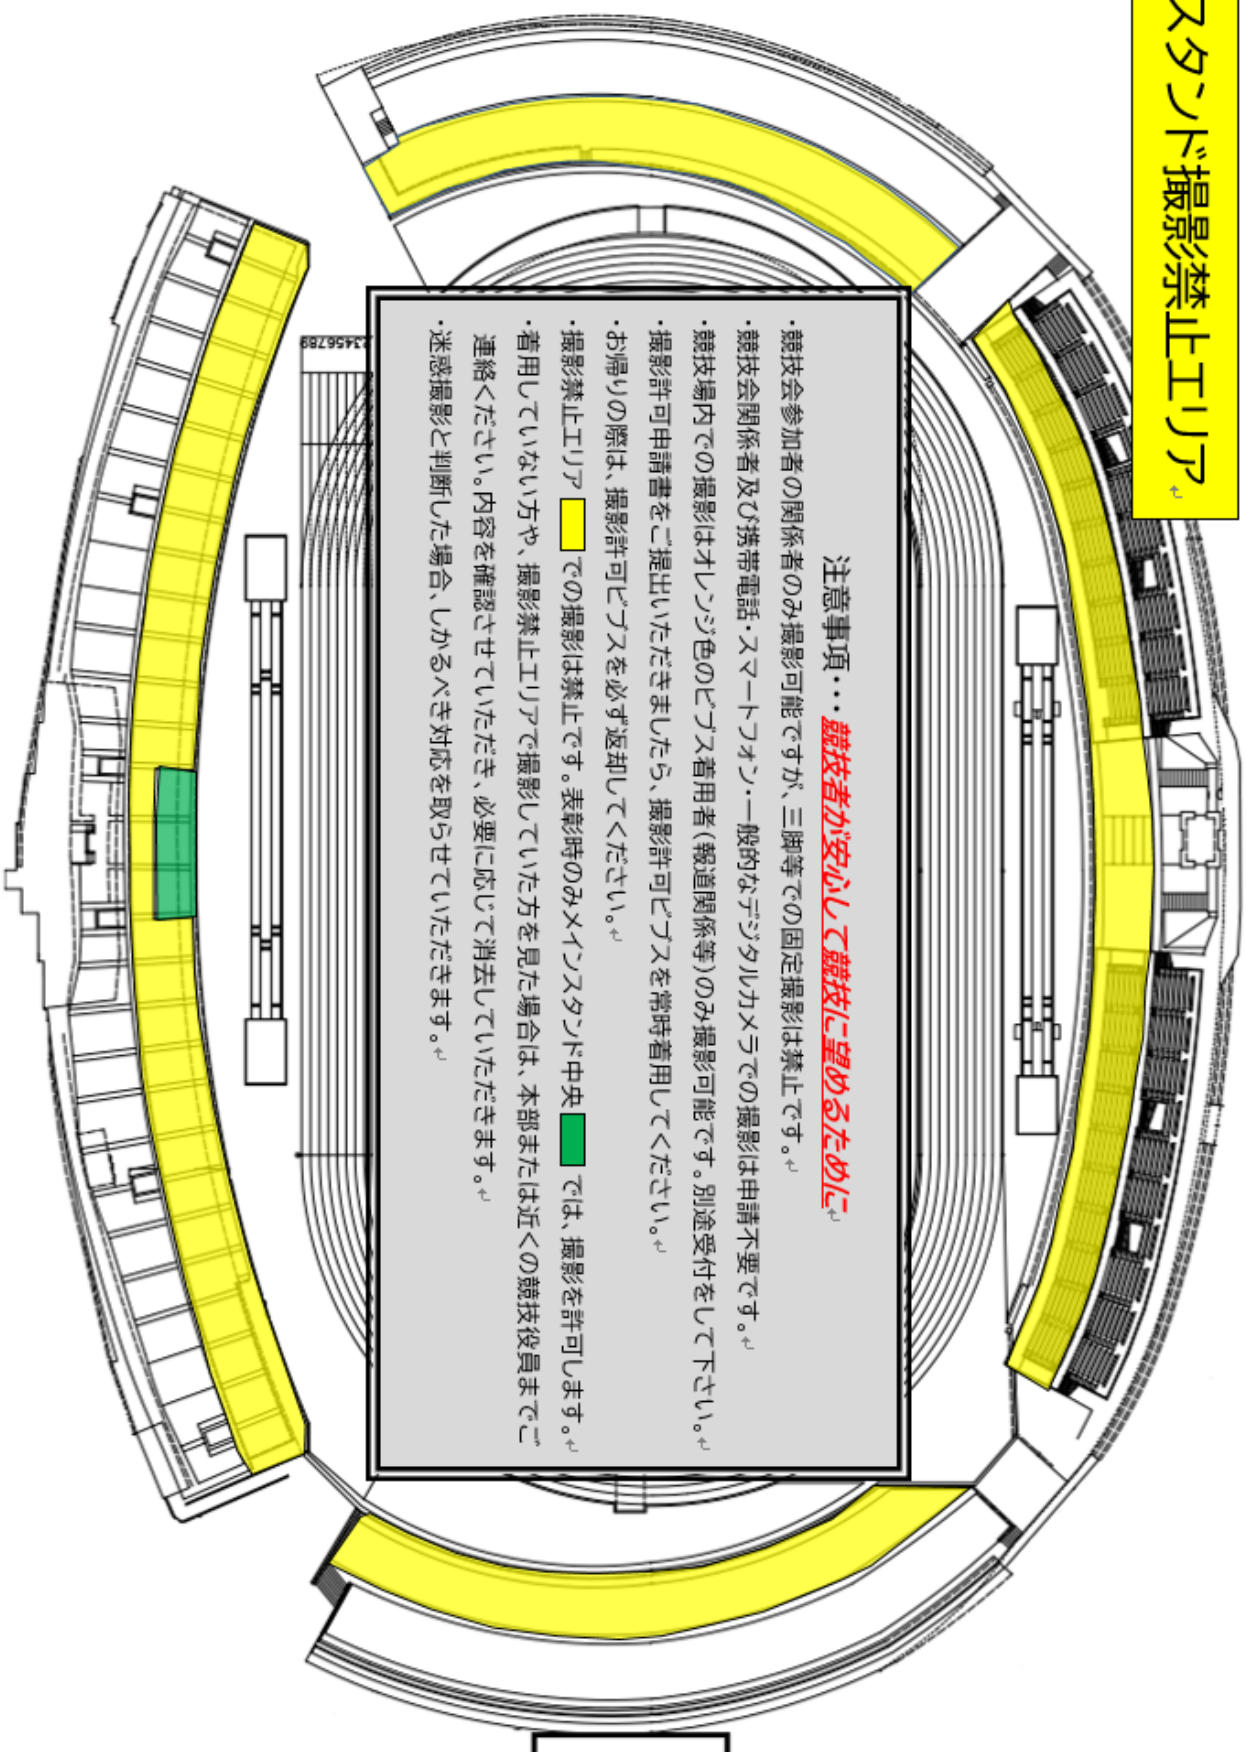 スタンド撮影禁止エリア
注意事項・・・競技者が安心して競技に望めるために
・競技会参加者の関係者のみ撮影可能ですが、三脚等での固定撮影は禁止です。
・競技会関係者及び携帯電話・スマートフォン・一般的なデジタルカメラでの撮影は申請不要です。
・競技場内での撮影はオレンジ色のビブス着用者(報道関係等)のみ撮影可能です。別途受付をして下さい。
・撮影許可申請書をご提出いただきましたら、撮影許可ビブスを常時着用してください。
・お帰りの際は、撮影許可ビブスを必ず返却してください。
・撮影禁止エリア での撮影は禁止です。表彰時のみメインスタンド中央 では、撮影を許可します。
・着用していない方や、撮影禁止エリアで撮影していた方を見た場合は、本部または近くの競技役員までご
連絡ください。内容を確認させていただき、必要に応じて消去していただきます。
・迷惑撮影と判断した場合、しかるべき対応を取らせていただきます。
23456789